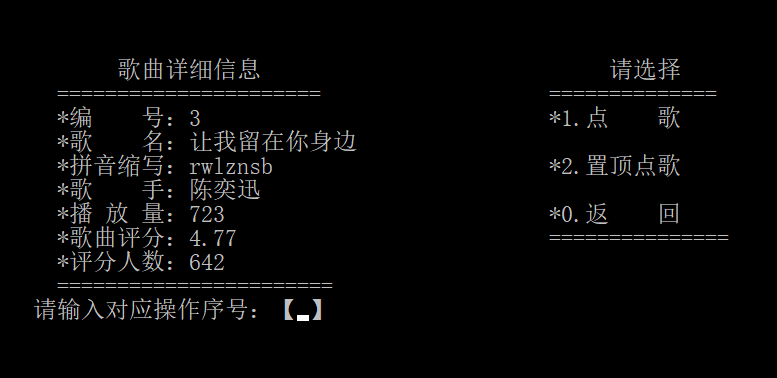 歌曲详细信息
======================
*编    号：3
*歌    名：让我留在你身边
*拼音缩写：rwlznsb
*歌    手：陈奕迅
*播 放 量：723
*歌曲评分：4.77
*评分人数：642
=======================
请选择
==============
*1.点    歌
*2.置顶点歌
*0.返    回
===============
请输入对应操作序号：【_】